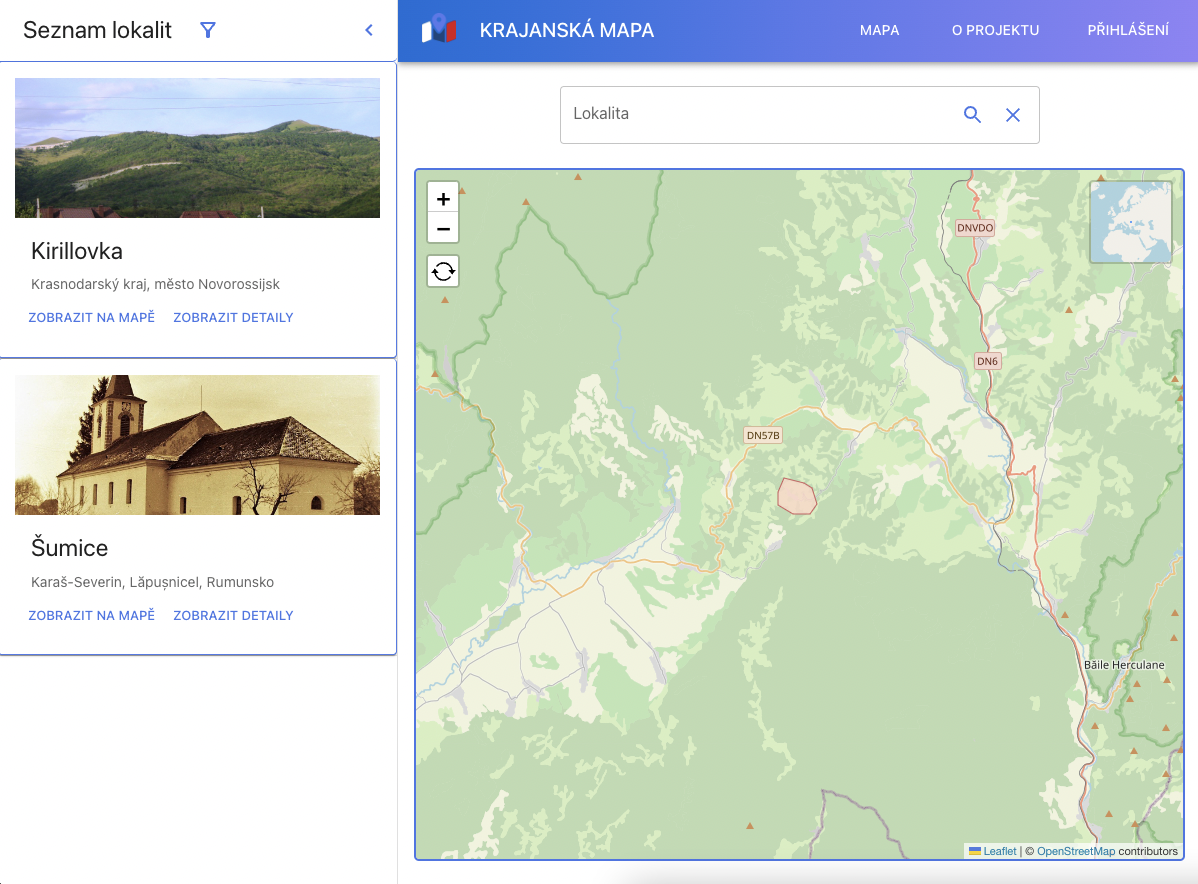 Seznam lokalit
KRAJANSKÁ MAPA
MAPA
O PROJEKTU
PŘIHLÁŠENÍ
Kirillovka
Krasnodarský kraj, město Novorossijsk
ZOBRAZIT NA MAPĚ
ZOBRAZIT DETAILY
Šumice
Karaš-Severin, Lăpușnicel, Rumunsko
ZOBRAZIT NA MAPĚ
ZOBRAZIT DETAILY
Lokalita
+
−
DNVDO
DN6
DN57B
Băile Herculane
Leaflet | © OpenStreetMap contributors